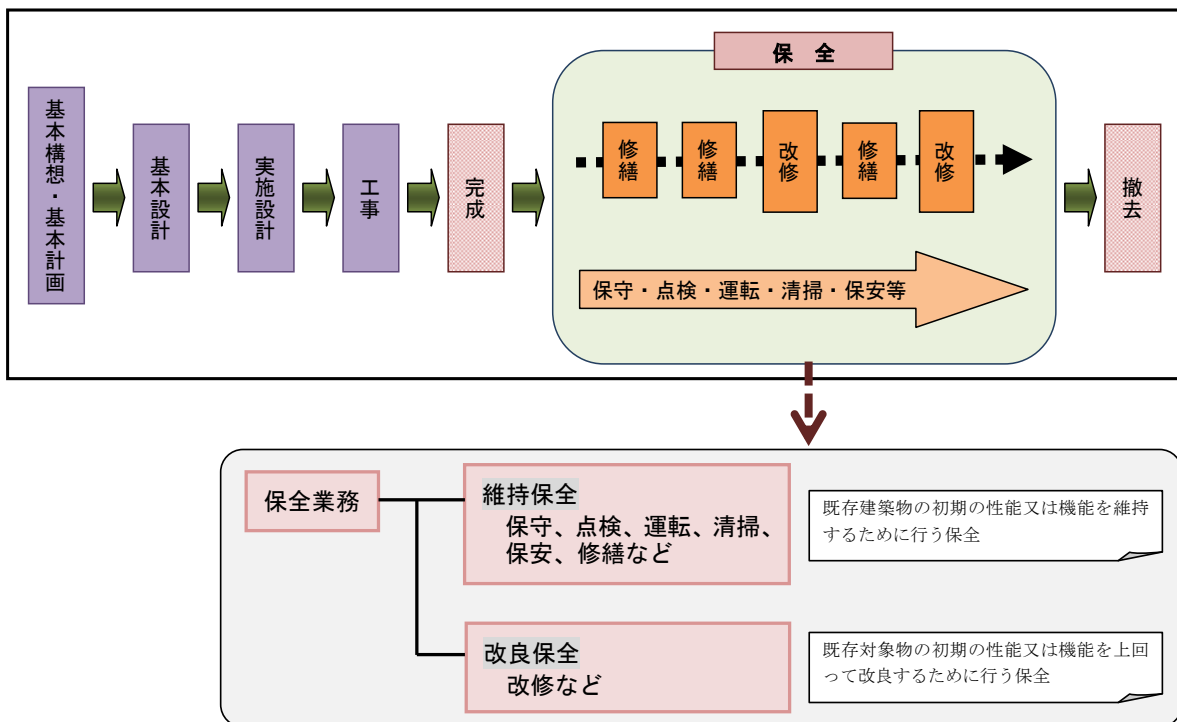 保　全
基本構想・基本計画
基本設計
実施設計
工事
完成
修繕
修繕
改修
修繕
改修
撤去
保守・点検・運転・清掃・保安等
保全業務
維持保全
保守、点検、運転、清掃、
保安、修繕など
既存建築物の初期の性能又は機能を維持
するために行う保全
改良保全
改修など
既存対象物の初期の性能又は機能を上回
って改良するために行う保全